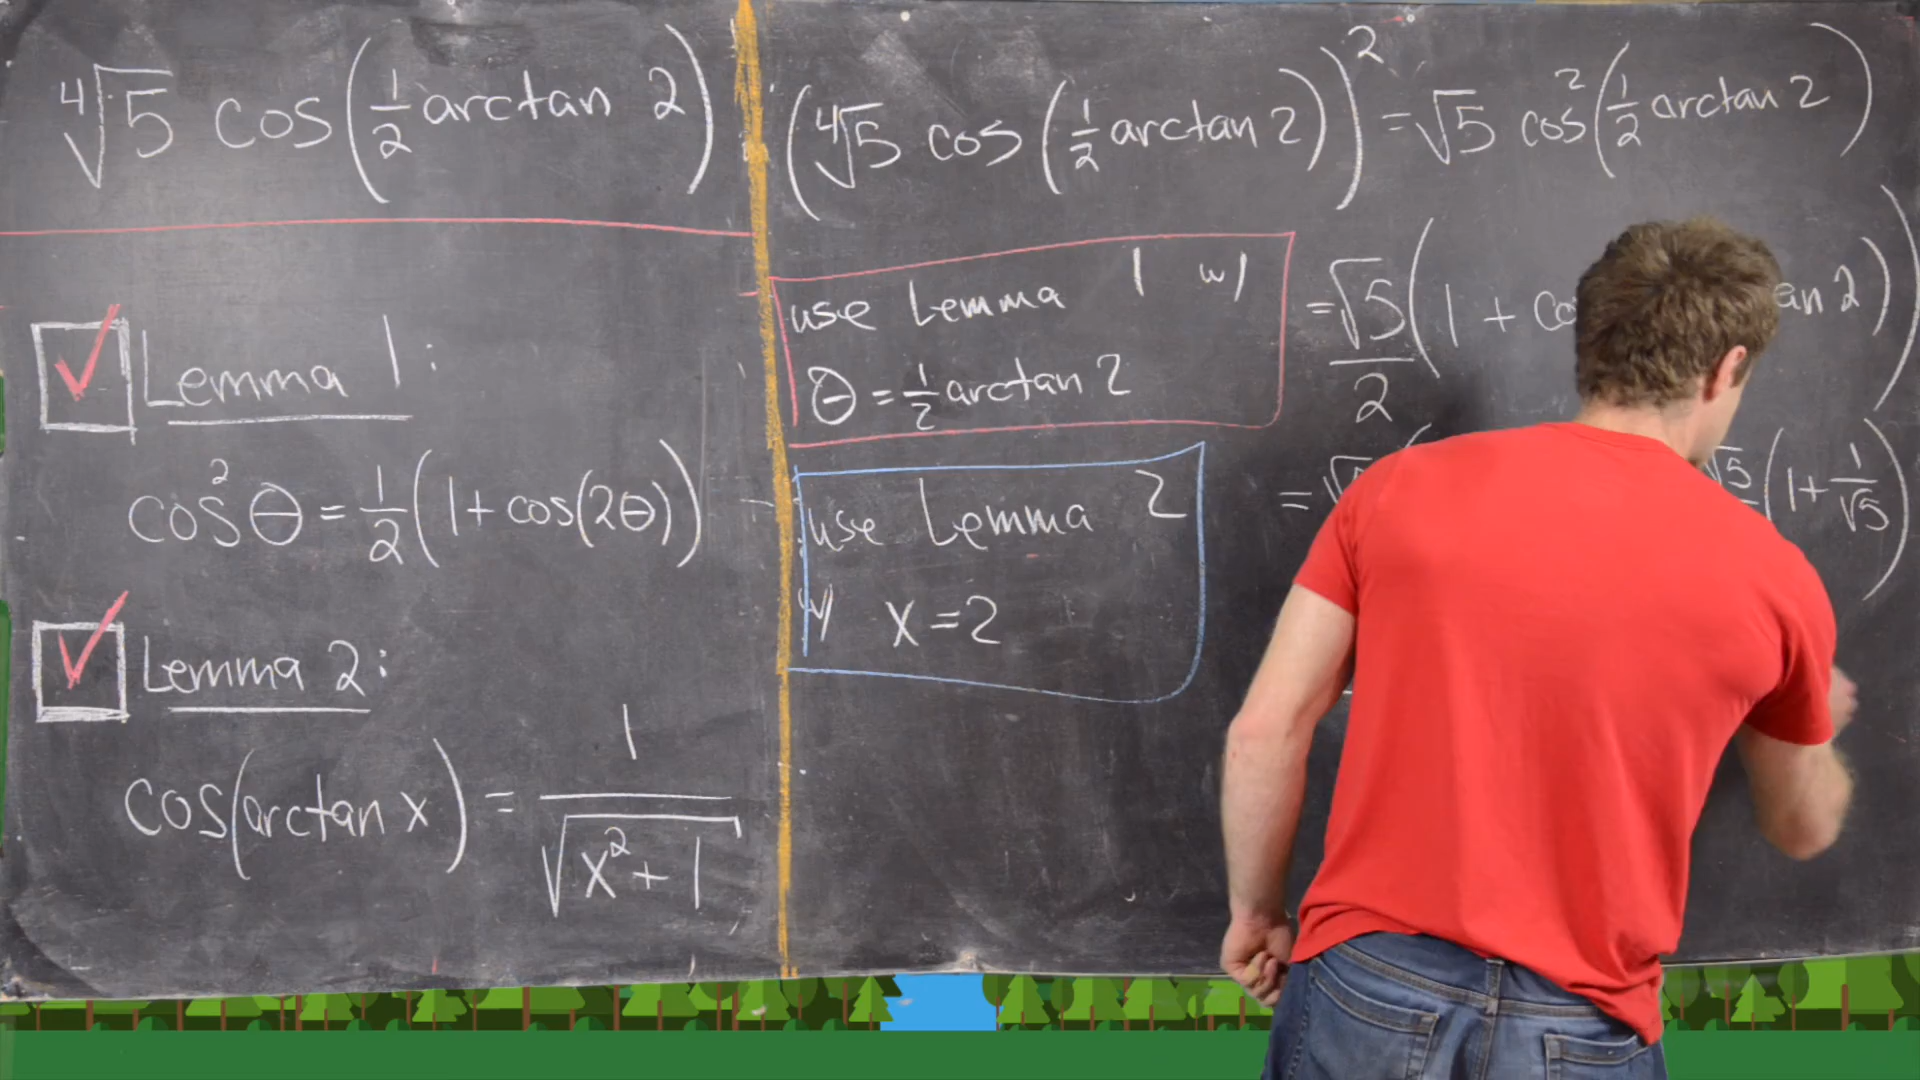 ⁴√5 cos(1/2 arctan 2)
Lemma 1:
cos²θ = 1/2(1 + cos(2θ))
Lemma 2:
cos(arctan x) = 1/√(x²+1)
(⁴√5 cos(1/2 arctan 2))² = √5 cos²(1/2 arctan 2)
use Lemma 1 w/
θ = 1/2 arctan 2
= √5/2 (1 + co an 2))
use Lemma 2
w/ x = 2
= √5 (1 + 1/√5)